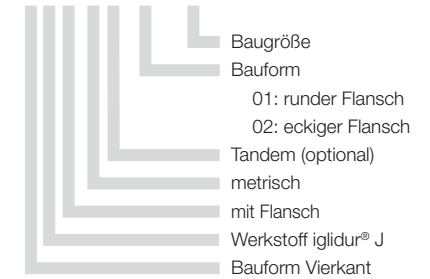 Baugröße
Bauform
01: runder Flansch
02: eckiger Flansch
Tandem (optional)
metrisch
mit Flansch
Werkstoff iglidur® J
Bauform Vierkant